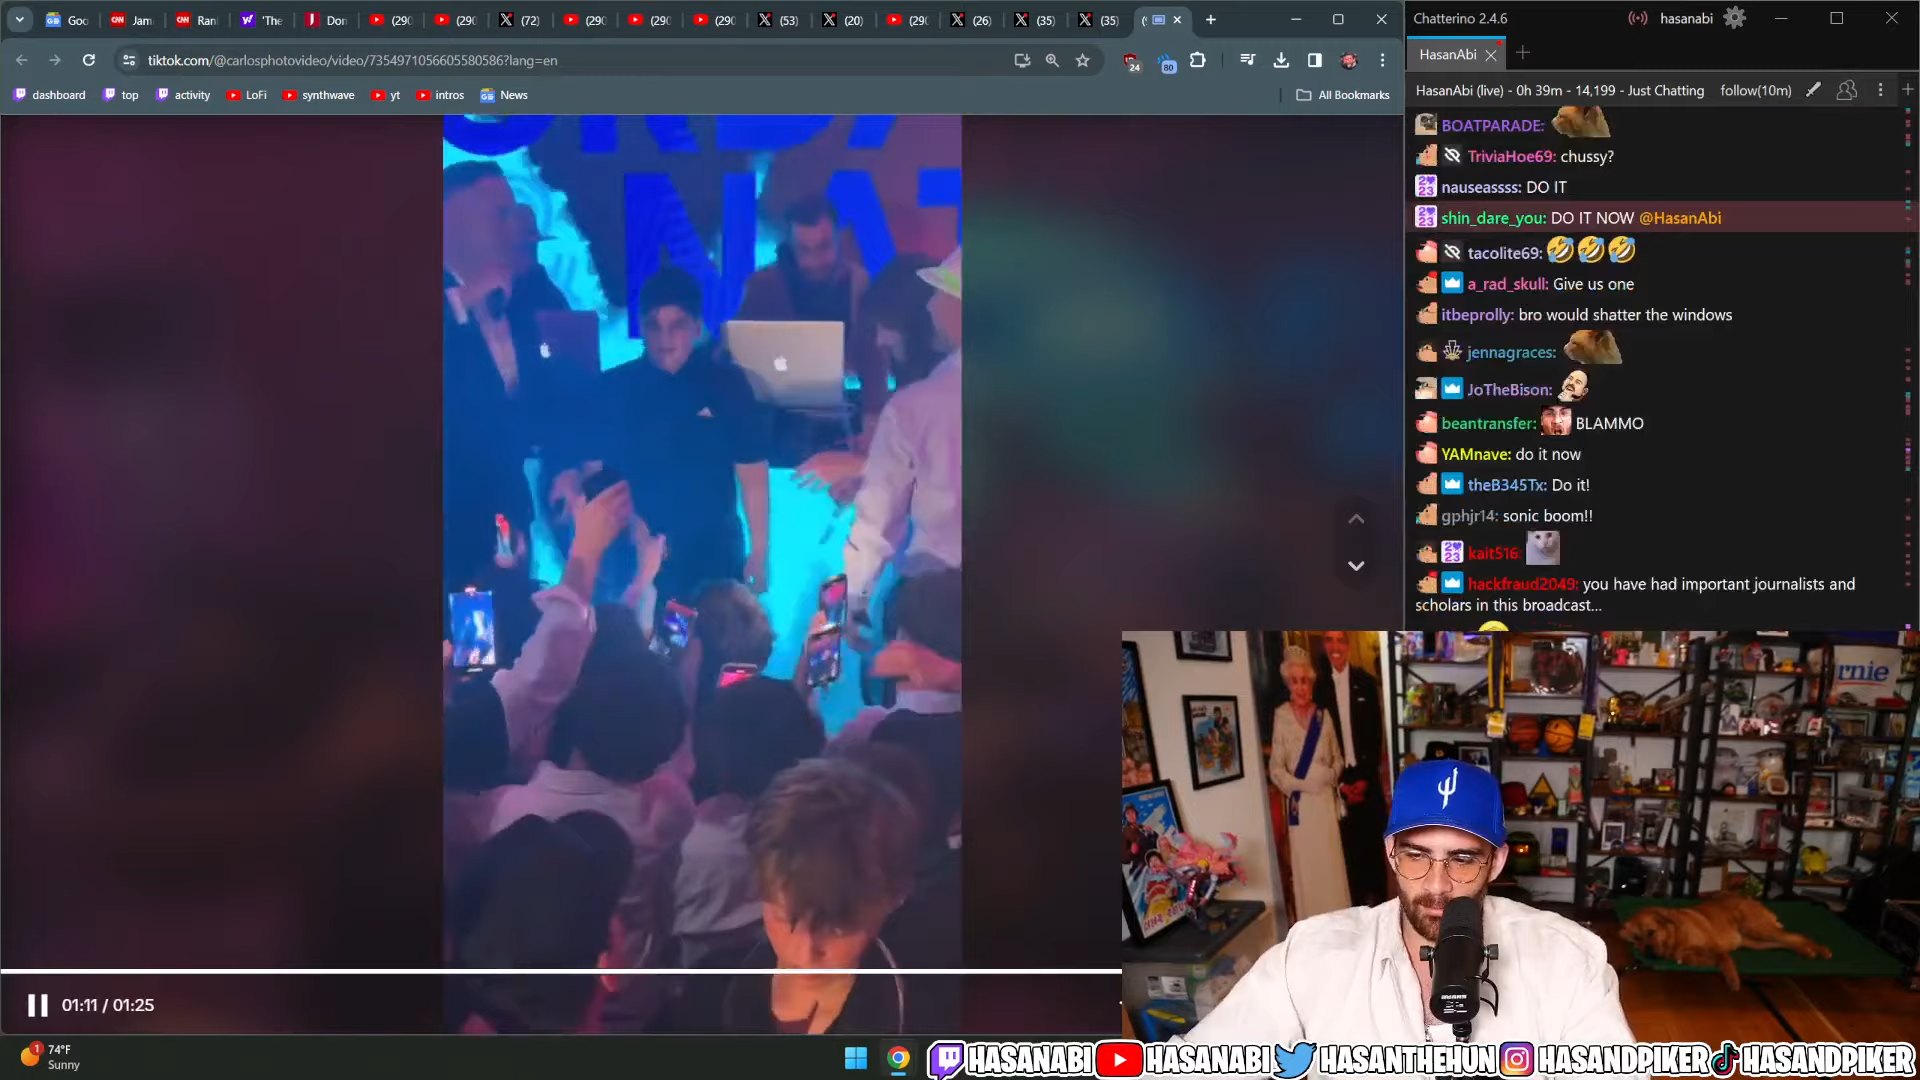 Goo
Jam
Ran
'The
Don
(290
(290
(72)
(290
(290
(290
(53)
(20)
(290
(26)
(35)
(35)
tiktok.com/@carlosphotovideo/video/7354971056605580586?lang=en
24
80
dashboard
top
activity
LoFi
synthwave
yt
intros
News
All Bookmarks
01:11 / 01:25
Chatterino 2.4.6
hasanabi
HasanAbi
HasanAbi (live) - 0h 39m - 14,199 - Just Chatting
follow(10m)
BOATPARADE:
TriviaHoe69: chussy?
nauseassss: DO IT
shin_dare_you: DO IT NOW @HasanAbi
tacolite69:
a_rad_skull: Give us one
itbeprolly: bro would shatter the windows
jennagraces:
JoTheBison:
beantransfer: BLAMMO
YAMnave: do it now
theB345Tx: Do it!
gphjr14: sonic boom!!
kait516:
hackfraud2049: you have had important journalists and
scholars in this broadcast...
rnie
1
74°F
Sunny
HASANABI
HASANABI
HASANTHEHUN
HASANDPIKER
HASANDPIKER